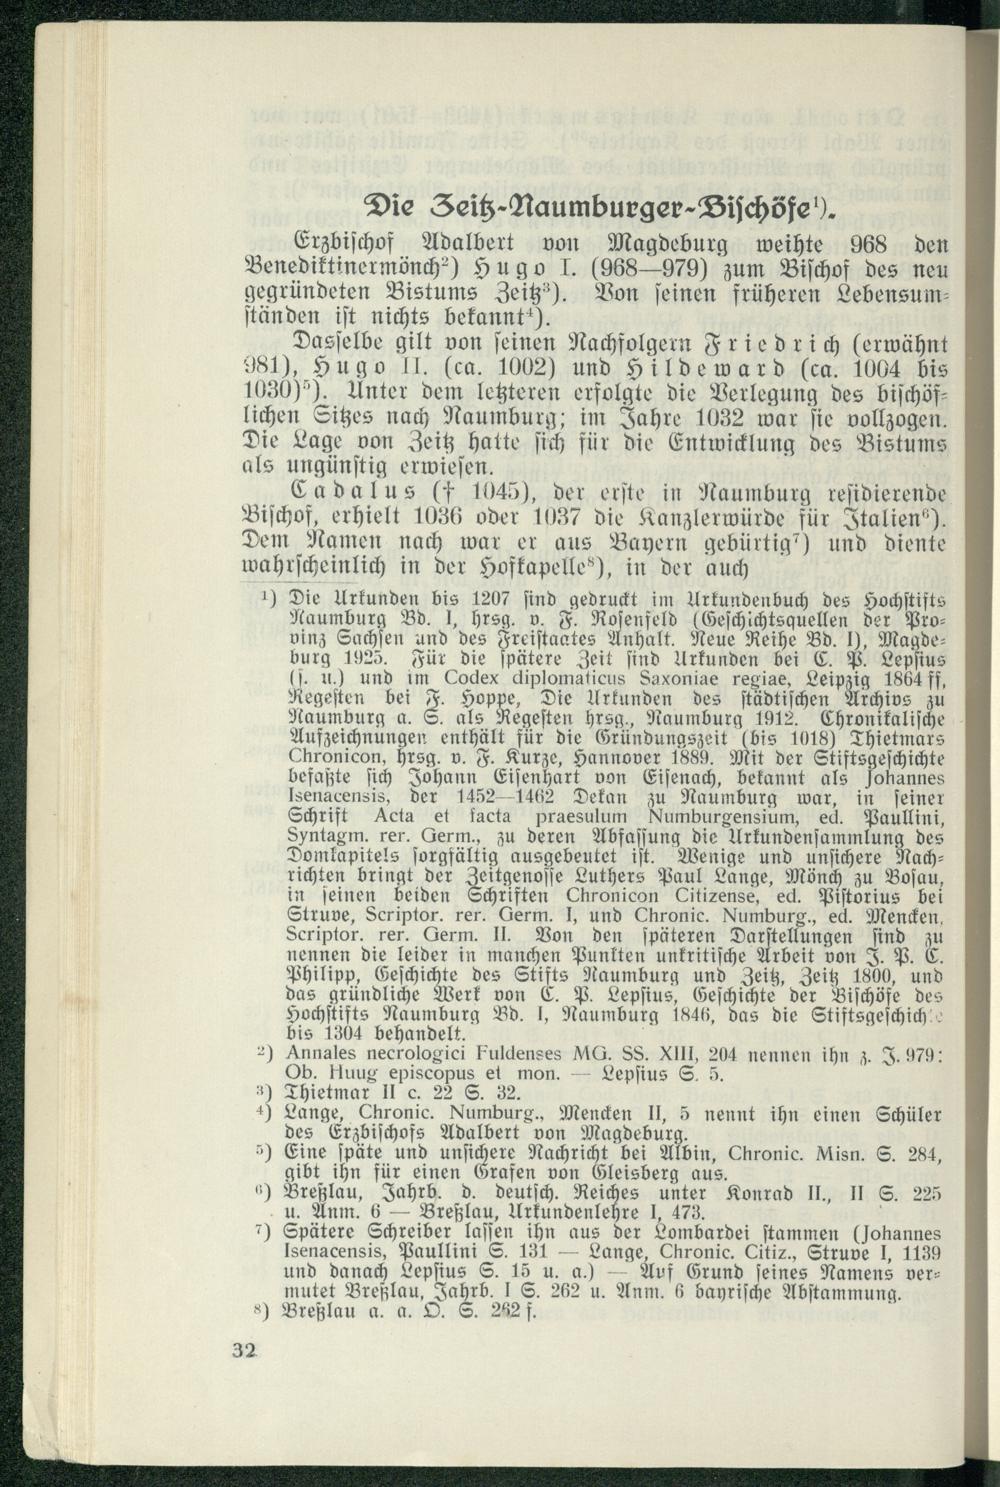 Die Zeitz-Naumburger-Bischöfe¹).
Erzbischof Adalbert von Magdeburg weihte 968 den
Benediktinermönch²) Hugo I. (968—979) zum Bischof des neu
gegründeten Bistums Zeitz³). Von seinen früheren Lebensum-
ständen ist nichts bekannt⁴).
Dasselbe gilt von seinen Nachfolgern Friedrich (erwähnt
981), Hugo II. (ca. 1002) und Hildeward (ca. 1004 bis
1030)⁵). Unter dem letzteren erfolgte die Verlegung des bischöf-
lichen Sitzes nach Naumburg; im Jahre 1032 war sie vollzogen.
Die Lage von Zeitz hatte sich für die Entwicklung des Bistums
als ungünstig erwiesen.
Cadalus († 1045), der erste in Naumburg residierende
Bischof, erhielt 1036 oder 1037 die Kanzlerwürde für Italien⁶).
Dem Namen nach war er aus Bayern gebürtig⁷) und diente
wahrscheinlich in der Hofkapelle⁸), in der auch
¹) Die Urkunden bis 1207 sind gedruckt im Urkundenbuch des Hochstifts
Naumburg Bd. I, hrsg. v. F. Rosenfeld (Geschichtsquellen der Pro-
vinz Sachsen und des Freistaates Anhalt. Neue Reihe Bd. I), Magde-
burg 1925. Für die spätere Zeit sind Urkunden bei C. P. Lepsius
(s. u.) und im Codex diplomaticus Saxoniae regiae, Leipzig 1864 ff,
Regesten bei F. Hoppe, Die Urkunden des städtischen Archivs zu
Naumburg a. S. als Regesten hrsg., Naumburg 1912. Chronikalische
Aufzeichnungen enthält für die Gründungszeit (bis 1018) Thietmars
Chronicon, hrsg. v. F. Kurze, Hannover 1889. Mit der Stiftsgeschichte
befaßte sich Johann Eisenhart von Eisenach, bekannt als Johannes
Isenacensis, der 1452—1462 Dekan zu Naumburg war, in seiner
Schrift Acta et facta praesulum Numburgensium, ed. Paullini,
Syntagm. rer. Germ., zu deren Abfassung die Urkundensammlung des
Domkapitels sorgfältig ausgebeutet ist. Wenige und unsichere Nach-
richten bringt der Zeitgenosse Luthers Paul Lange, Mönch zu Bosau,
in seinen beiden Schriften Chronicon Citizense, ed. Pistorius bei
Struve, Scriptor. rer. Germ. I, und Chronic. Numburg., ed. Mencken,
Scriptor. rer. Germ. II. Von den späteren Darstellungen sind zu
nennen die leider in manchen Punkten unkritische Arbeit von J. P. C.
Philipp, Geschichte des Stifts Naumburg und Zeitz, Zeitz 1800, und
das gründliche Werk von C. P. Lepsius, Geschichte der Bischöfe des
Hochstifts Naumburg Bd. I, Naumburg 1846, das die Stiftsgeschichte
bis 1304 behandelt.
²) Annales necrologici Fuldenses MG. SS. XIII, 204 nennen ihn z. J. 979:
Ob. Huug episcopus et mon. — Lepsius S. 5.
³) Thietmar II c. 22 S. 32.
⁴) Lange, Chronic. Numburg., Mencken II, 5 nennt ihn einen Schüler
des Erzbischofs Adalbert von Magdeburg.
⁵) Eine späte und unsichere Nachricht bei Albin, Chronic. Misn. S. 284,
gibt ihn für einen Grafen von Gleisberg aus.
⁶) Breßlau, Jahrb. d. deutsch. Reiches unter Konrad II., II S. 225
u. Anm. 6 — Breßlau, Urkundenlehre I, 473.
⁷) Spätere Schreiber lassen ihn aus der Lombardei stammen (Johannes
Isenacensis, Paullini S. 131 — Lange, Chronic. Citiz., Struve I, 1139
und danach Lepsius S. 15 u. a.) — Auf Grund seines Namens ver-
mutet Breßlau, Jahrb. I S. 262 u. Anm. 6 bayrische Abstammung.
⁸) Breßlau a. a. O. S. 262 f.
32